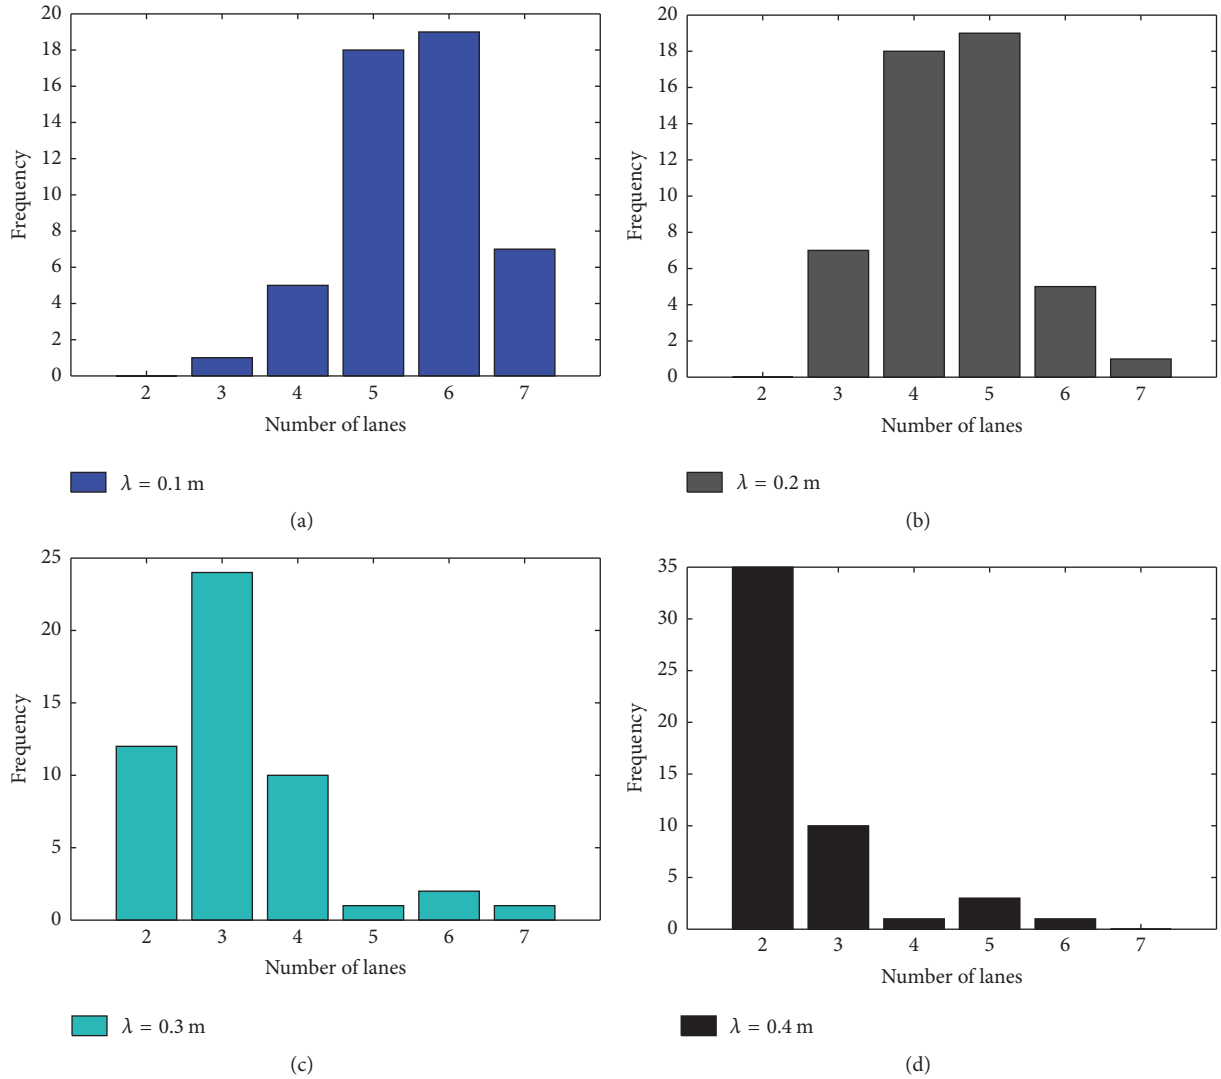 20
18
16
14
12
10
8
6
4
2
0
Frequency
2 3 4 5 6 7
Number of lanes
λ = 0.1 m
(a)
20
18
16
14
12
10
8
6
4
2
0
Frequency
2 3 4 5 6 7
Number of lanes
λ = 0.2 m
(b)
25
20
15
10
5
0
Frequency
2 3 4 5 6 7
Number of lanes
λ = 0.3 m
(c)
35
30
25
20
15
10
5
0
Frequency
2 3 4 5 6 7
Number of lanes
λ = 0.4 m
(d)